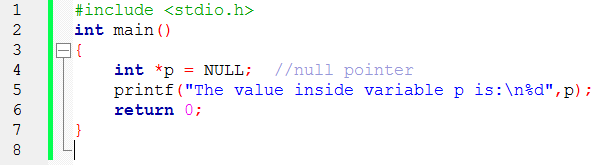 1 #include <stdio.h>
2 int main()
3 {
4 int *p = NULL; //null pointer
5 printf("The value inside variable p is:\n%d",p);
6 return 0;
7 }
8